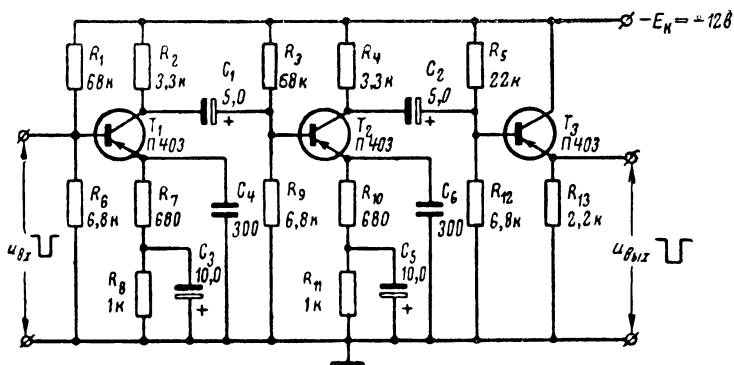 -Eк = -12В
R1
68к
R2
3,3к
C1
5,0
+
R3
68к
R4
3,3к
C2
5,0
+
R5
22к
T1
П403
T2
П403
T3
П403
R6
6,8к
R7
680
C4
300
R9
6,8к
R10
680
C6
300
R12
6,8к
R13
2,2к
uвх
R8
1к
C3
10,0
+
R11
1к
C5
10,0
+
uвых